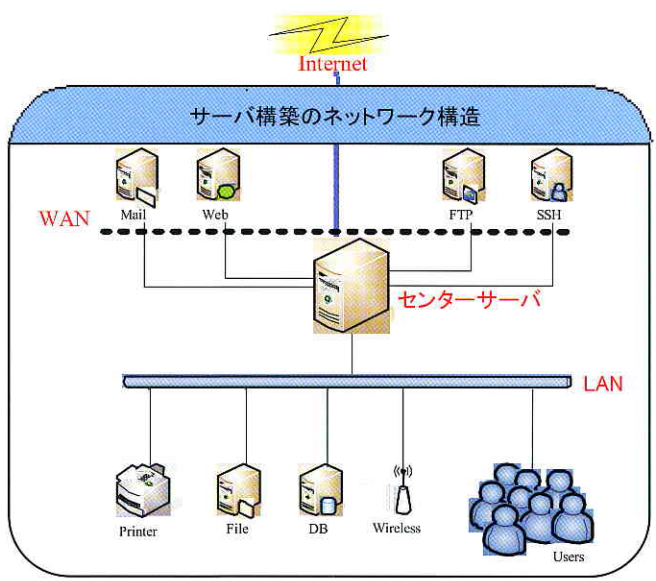 Internet
サーバ構築のネットワーク構造
Mail
Web
FTP
SSH
WAN
センターサーバ
LAN
Printer
File
DB
Wireless
Users